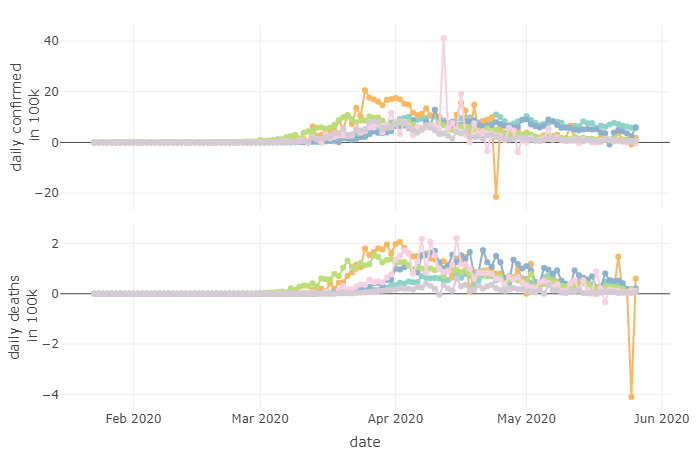 40
20
0
−20
daily confirmed
in 100k
2
0
−2
−4
daily deaths
in 100k
Feb 2020
Mar 2020
Apr 2020
May 2020
Jun 2020
date